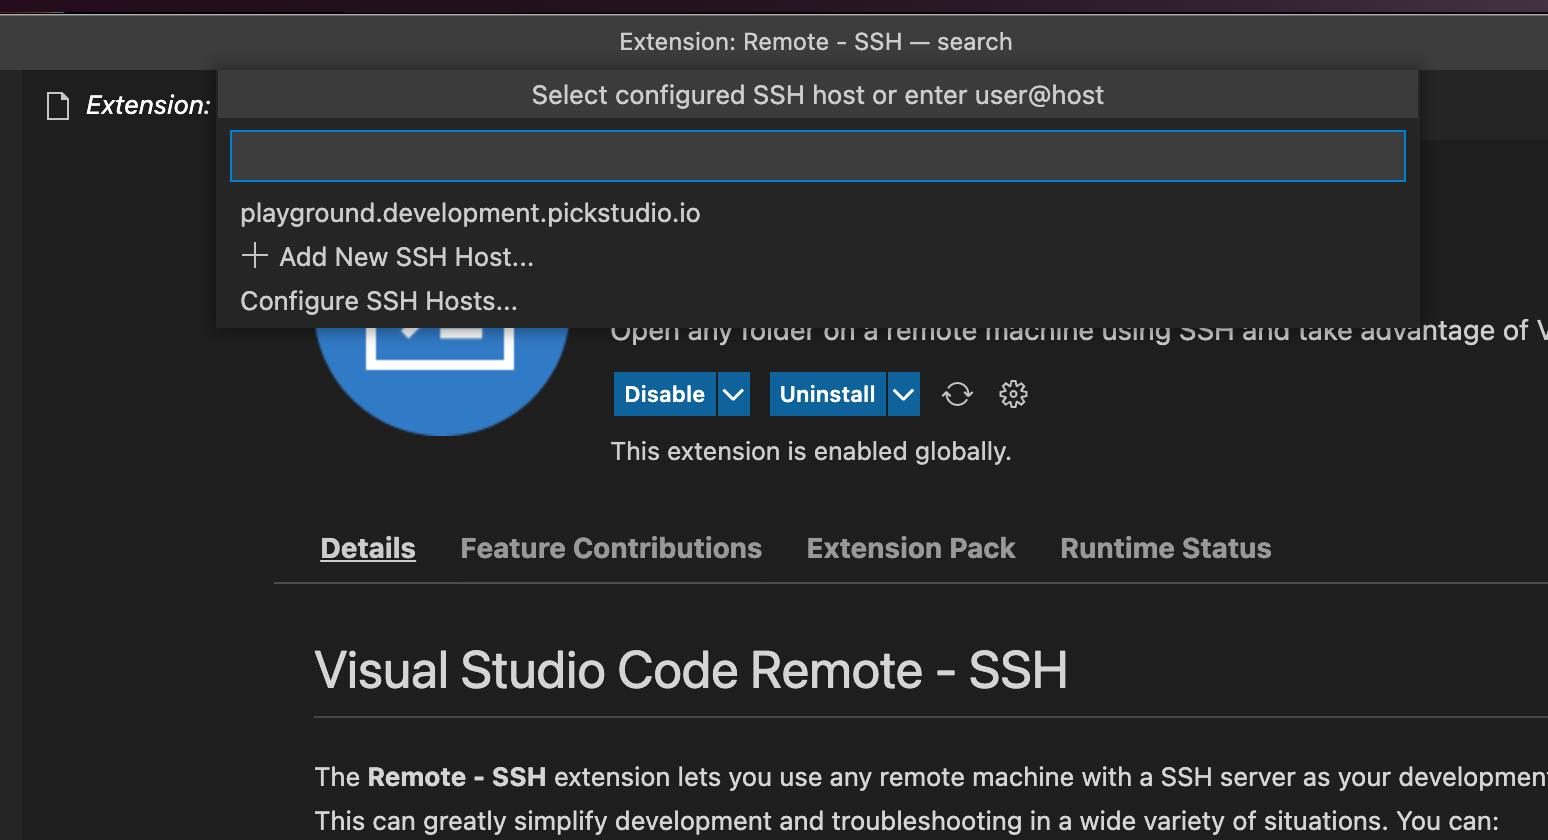 Extension: Remote - SSH — search
Extension:
Select configured SSH host or enter user@host
playground.development.pickstudio.io
Add New SSH Host...
Configure SSH Hosts...
Open any folder on a remote machine using SSH and take advantage of V
Disable
Uninstall
This extension is enabled globally.
Details Feature Contributions Extension Pack Runtime Status
Visual Studio Code Remote - SSH
The Remote - SSH extension lets you use any remote machine with a SSH server as your development
This can greatly simplify development and troubleshooting in a wide variety of situations. You can: